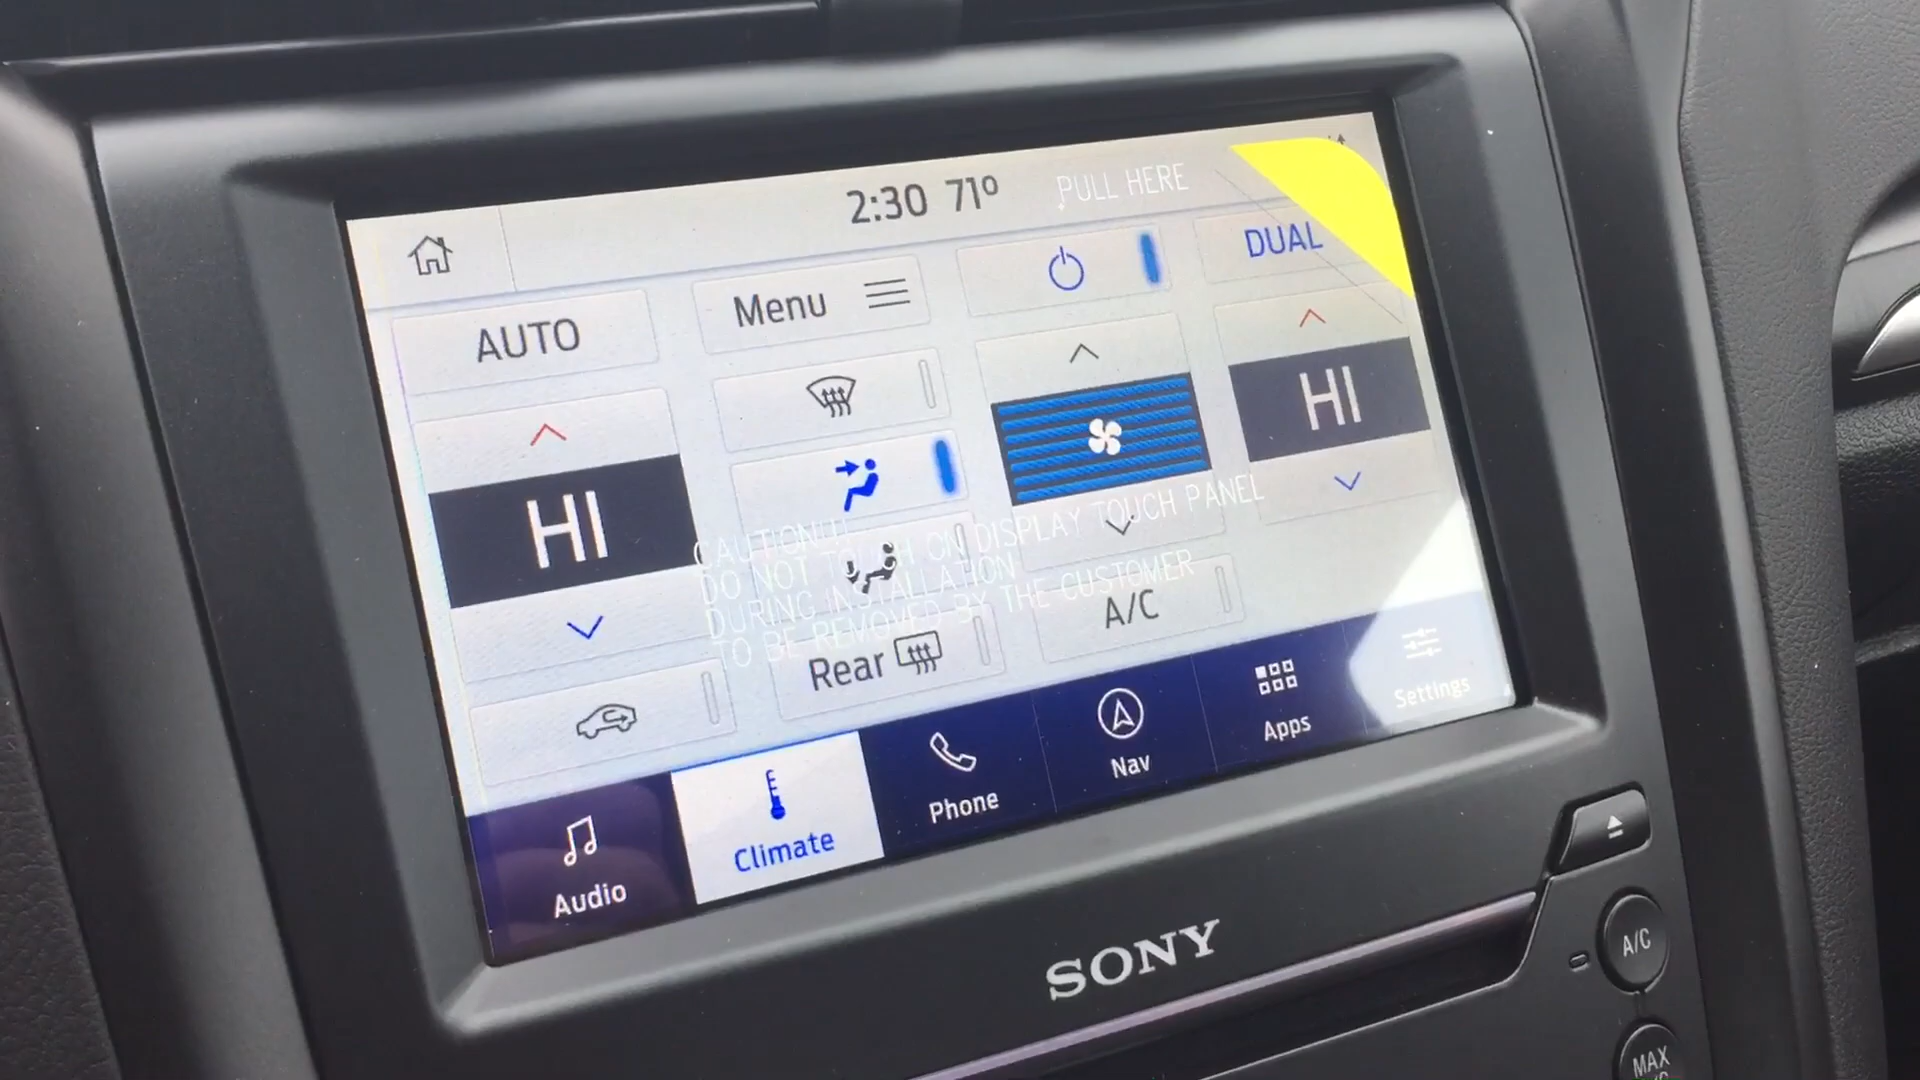 2:30 71°
PULL HERE
AUTO
Menu
DUAL
HI
HI
CAUTION!!!
DO NOT TOUCH ON DISPLAY TOUCH PANEL
DURING INSTALLATION
TO BE REMOVED BY THE CUSTOMER
Rear
A/C
Audio
Climate
Phone
Nav
Apps
Settings
SONY
A/C
MAX